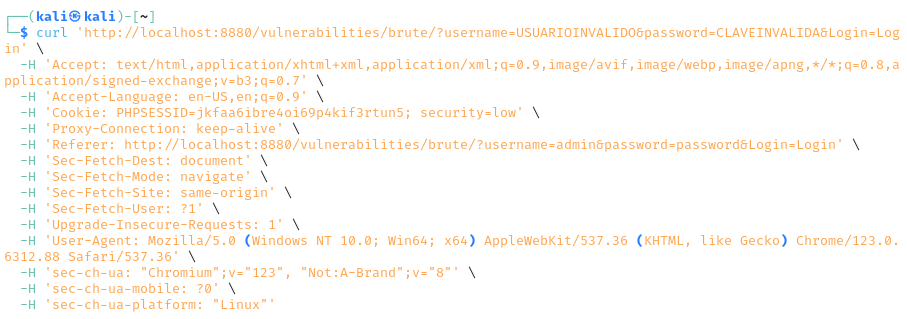 ┌──(kali㉿kali)-[~]
└─$ curl 'http://localhost:8880/vulnerabilities/brute/?username=USUARIOINVALIDO&password=CLAVEINVALIDA&Login=Log
in' \
  -H 'Accept: text/html,application/xhtml+xml,application/xml;q=0.9,image/avif,image/webp,image/apng,*/*;q=0.8,a
pplication/signed-exchange;v=b3;q=0.7' \
  -H 'Accept-Language: en-US,en;q=0.9' \
  -H 'Cookie: PHPSESSID=jkfaa6ibre4oi69p4kif3rtun5; security=low' \
  -H 'Proxy-Connection: keep-alive' \
  -H 'Referer: http://localhost:8880/vulnerabilities/brute/?username=admin&password=password&Login=Login' \
  -H 'Sec-Fetch-Dest: document' \
  -H 'Sec-Fetch-Mode: navigate' \
  -H 'Sec-Fetch-Site: same-origin' \
  -H 'Sec-Fetch-User: ?1' \
  -H 'Upgrade-Insecure-Requests: 1' \
  -H 'User-Agent: Mozilla/5.0 (Windows NT 10.0; Win64; x64) AppleWebKit/537.36 (KHTML, like Gecko) Chrome/123.0.
6312.88 Safari/537.36' \
  -H 'sec-ch-ua: "Chromium";v="123", "Not:A-Brand";v="8"' \
  -H 'sec-ch-ua-mobile: ?0' \
  -H 'sec-ch-ua-platform: "Linux"'